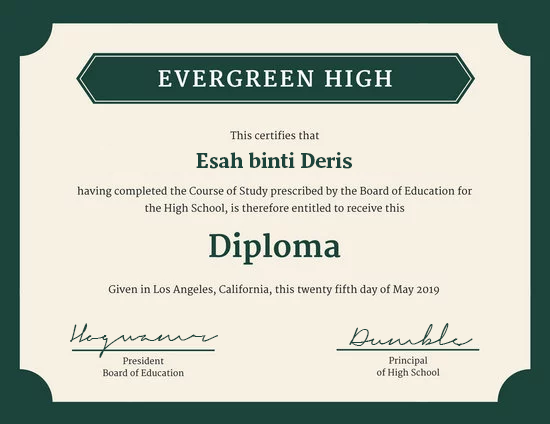 EVERGREEN HIGH
This certifies that
Esah binti Deris
having completed the Course of Study prescribed by the Board of Education for
the High School, is therefore entitled to receive this
Diploma
Given in Los Angeles, California, this twenty fifth day of May 2019
Dumble
President
Board of Education
Principal
of High School